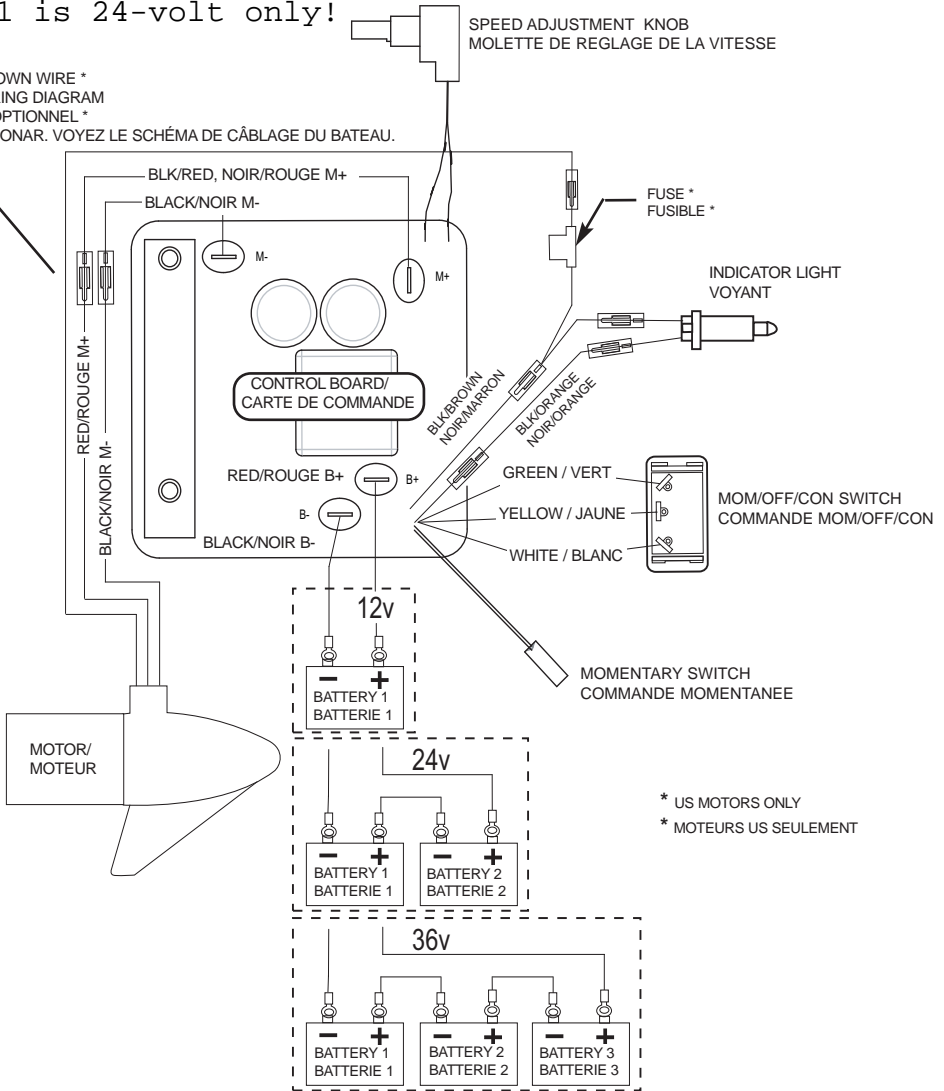 1 is 24-volt only!
SPEED ADJUSTMENT KNOB
MOLETTE DE REGLAGE DE LA VITESSE
OWN WIRE *
RING DIAGRAM
OPTIONNEL *
SONAR. VOYEZ LE SCHÉMA DE CÂBLAGE DU BATEAU.
BLK/RED, NOIR/ROUGE M+
BLACK/NOIR M-
FUSE *
FUSIBLE *
M-
M+
INDICATOR LIGHT
VOYANT
RED/ROUGE M+
BLACK/NOIR M-
CONTROL BOARD/
CARTE DE COMMANDE
BLK/BROWN
NOIR/MARRON
BLK/ORANGE
NOIR/ORANGE
RED/ROUGE B+
B+
B-
BLACK/NOIR B-
GREEN / VERT
YELLOW / JAUNE
WHITE / BLANC
MOM/OFF/CON SWITCH
COMMANDE MOM/OFF/CON
12v
BATTERY 1
BATTERIE 1
MOMENTARY SWITCH
COMMANDE MOMENTANEE
MOTOR/
MOTEUR
24v
BATTERY 1
BATTERIE 1
BATTERY 2
BATTERIE 2
* US MOTORS ONLY
* MOTEURS US SEULEMENT
36v
BATTERY 1
BATTERIE 1
BATTERY 2
BATTERIE 2
BATTERY 3
BATTERIE 3